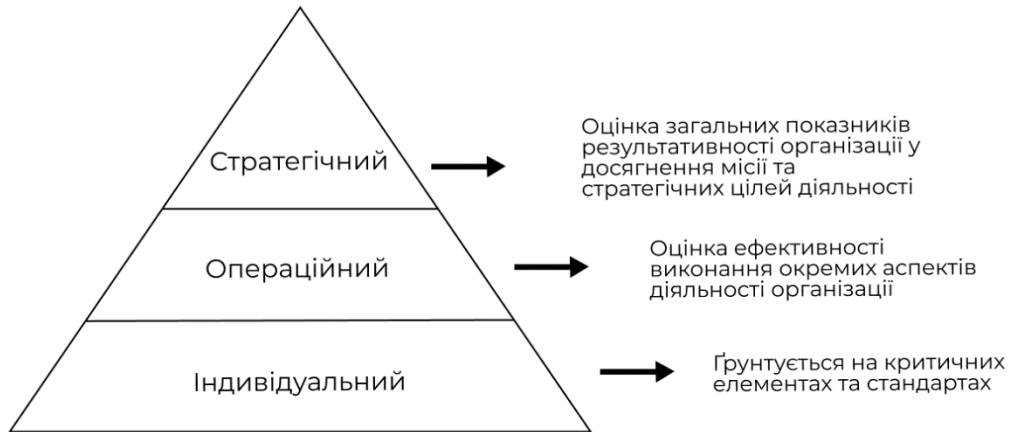 Стратегічний
Оцінка загальних показників
результативності організації у
досягнення місії та
стратегічних цілей діяльності
Операційний
Оцінка ефективності
виконання окремих аспектів
діяльності організації
Індивідуальний
Ґрунтується на критичних
елементах та стандартах